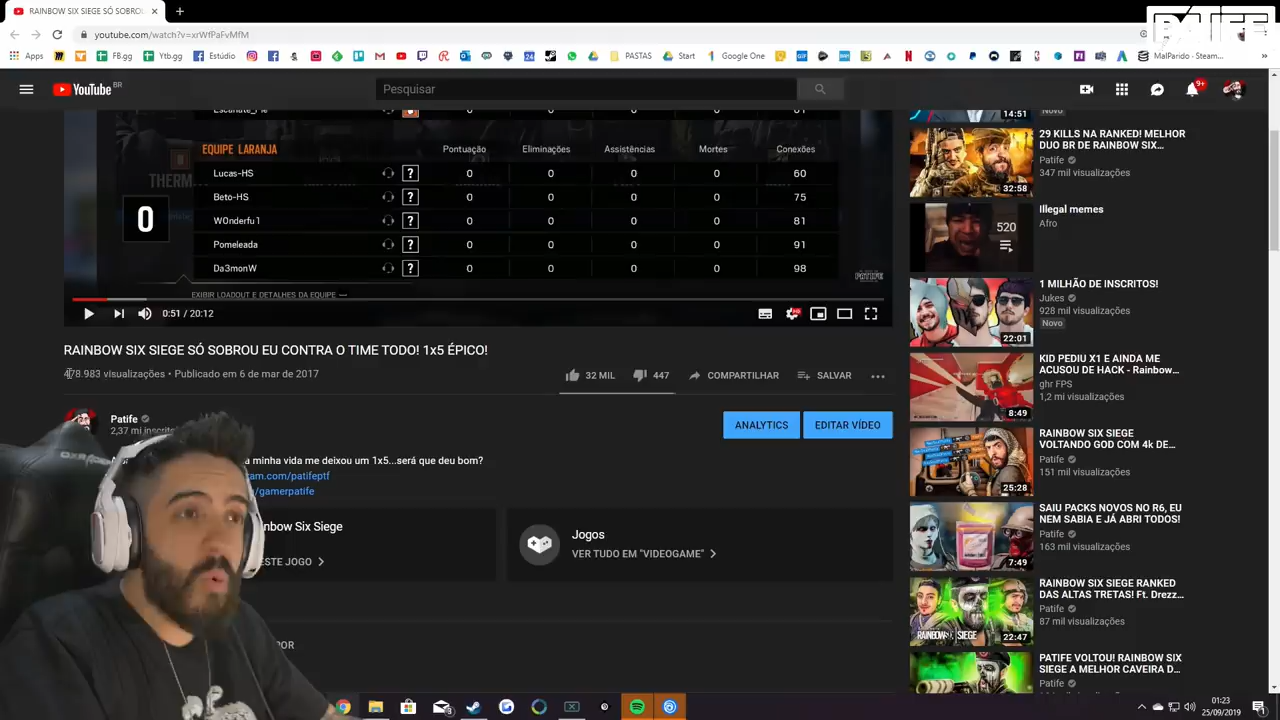 RAINBOW SIX SIEGE SÓ SOBRO
PATIFE
youtube.com/watch?v=xrWfPaFvMfM
Apps
FB.gg
Ytb.gg
Estúdio
PASTAS
Start
Google One
MalParido - Steam...
YouTube BR
Pesquisar
9+
EQUIPE LARANJA
Pontuação
Eliminações
Assistências
Mortes
Conexões
THERM
0
Lucas-HS ? 0 0 0 0 60
Beto-HS ? 0 0 0 0 75
W0nderfu1 ? 0 0 0 0 81
Pomeleada ? 0 0 0 0 91
Da3monW ? 0 0 0 0 98
EXIBIR LOADOUT E DETALHES DA EQUIPE
PATIFE
0:51 / 20:12
RAINBOW SIX SIEGE SÓ SOBROU EU CONTRA O TIME TODO! 1x5 ÉPICO!
478.983 visualizações • Publicado em 6 de mar de 2017
32 MIL
447
COMPARTILHAR
SALVAR
Patife
2,37 mi inscrito
ANALYTICS
EDITAR VÍDEO
a minha vida me deixou um 1x5...será que deu bom?
am.com/patifeptf
/gamerpatife
nbow Six Siege
ESTE JOGO
Jogos
VER TUDO EM "VIDEOGAME"
POR
14:51
Novo
29 KILLS NA RANKED! MELHOR
DUO BR DE RAINBOW SIX...
Patife
347 mil visualizações
32:58
Illegal memes
Afro
520
1 MILHÃO DE INSCRITOS!
Jukes
928 mil visualizações
Novo
22:01
KID PEDIU X1 E AINDA ME
ACUSOU DE HACK - Rainbow...
ghr FPS
1,2 mi visualizações
8:49
RAINBOW SIX SIEGE
VOLTANDO GOD COM 4k DE...
Patife
151 mil visualizações
25:28
SAIU PACKS NOVOS NO R6, EU
NEM SABIA E JÁ ABRI TODOS!
Patife
163 mil visualizações
7:49
RAINBOW SIX SIEGE RANKED
DAS ALTAS TRETAS! Ft. Drezz...
Patife
87 mil visualizações
RAINBOW SIX SIEGE
22:47
PATIFE VOLTOU! RAINBOW SIX
SIEGE A MELHOR CAVEIRA D...
Patife
01:23
25/09/2019